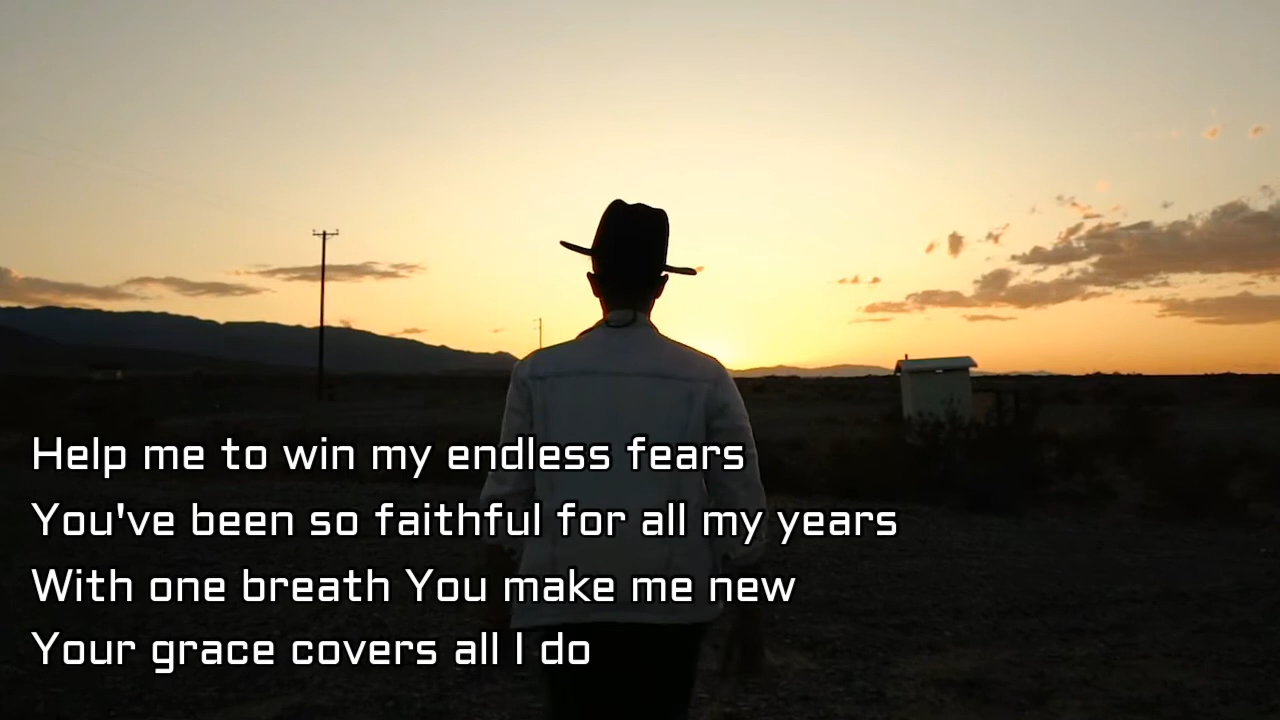 Help me to win my endless fears
You've been so faithful for all my years
With one breath You make me new
Your grace covers all I do